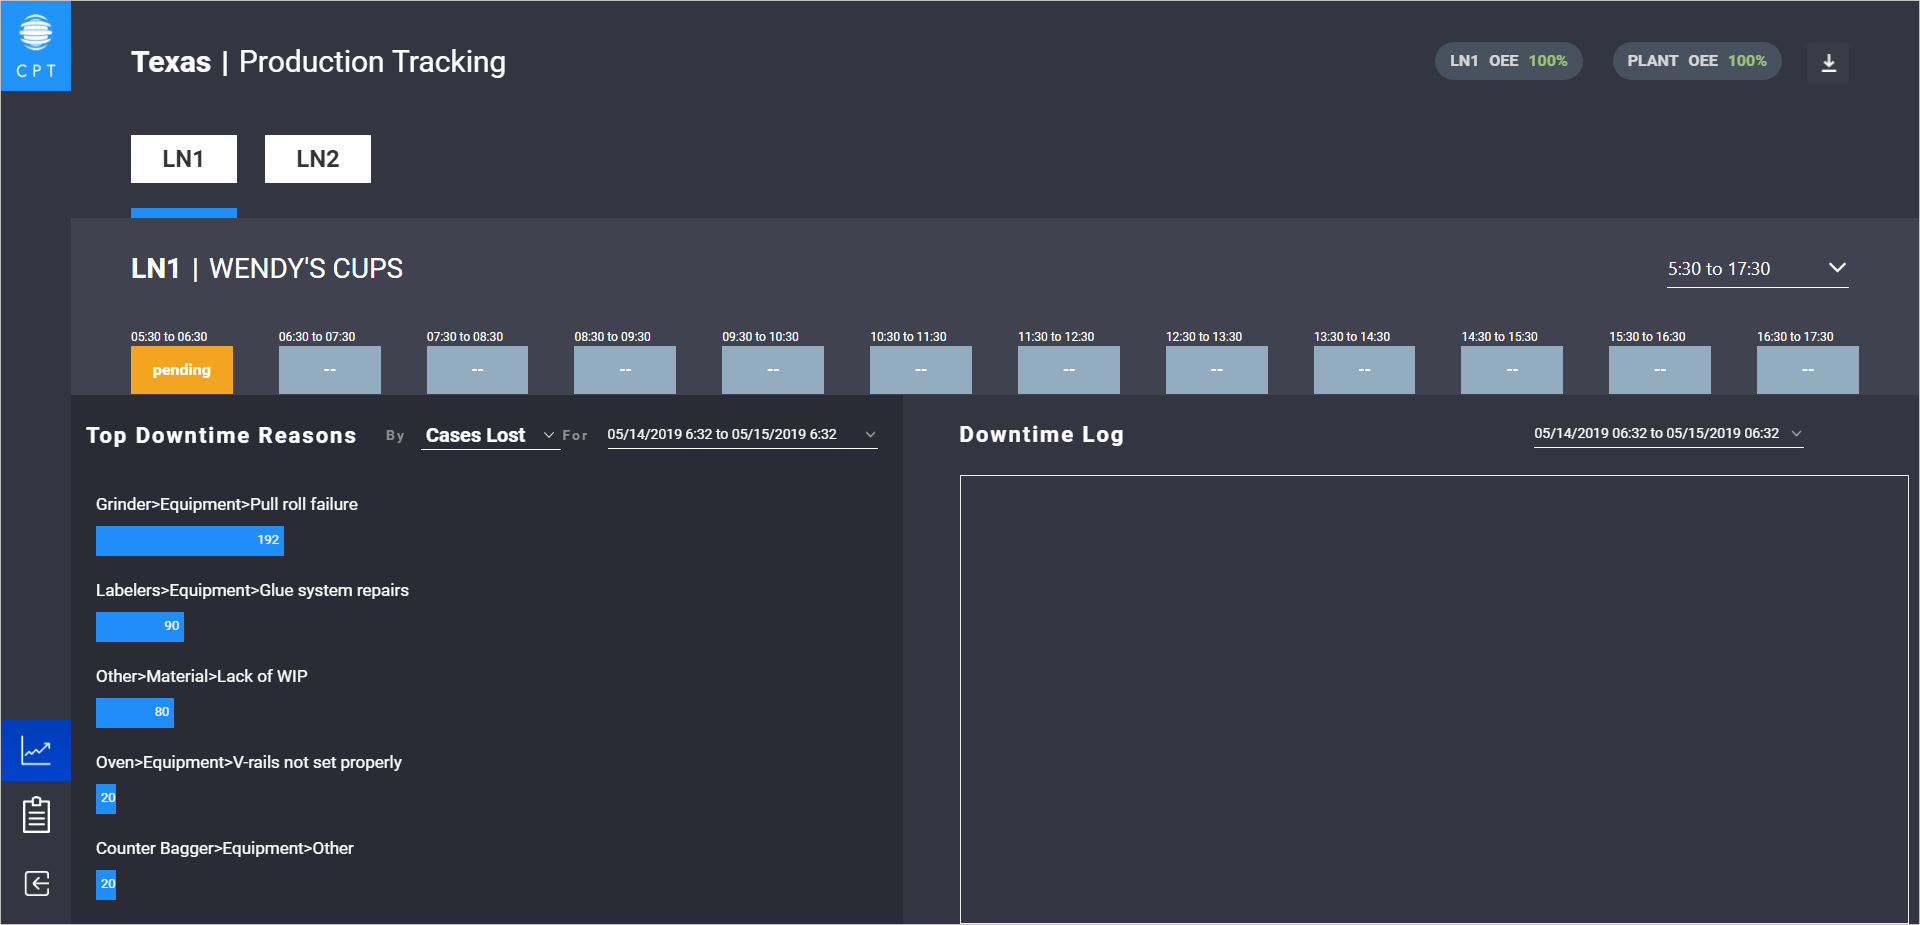 CPT
Texas | Production Tracking
LN1 OEE 100%
PLANT OEE 100%
LN1
LN2
LN1 | WENDY'S CUPS
5:30 to 17:30
05:30 to 06:30
06:30 to 07:30
07:30 to 08:30
08:30 to 09:30
09:30 to 10:30
10:30 to 11:30
11:30 to 12:30
12:30 to 13:30
13:30 to 14:30
14:30 to 15:30
15:30 to 16:30
16:30 to 17:30
pending
--
--
--
--
--
--
--
--
--
--
--
Top Downtime Reasons By Cases Lost For 05/14/2019 6:32 to 05/15/2019 6:32
Grinder>Equipment>Pull roll failure
192
Labelers>Equipment>Glue system repairs
90
Other>Material>Lack of WIP
80
Oven>Equipment>V-rails not set properly
20
Counter Bagger>Equipment>Other
20
Downtime Log
05/14/2019 06:32 to 05/15/2019 06:32